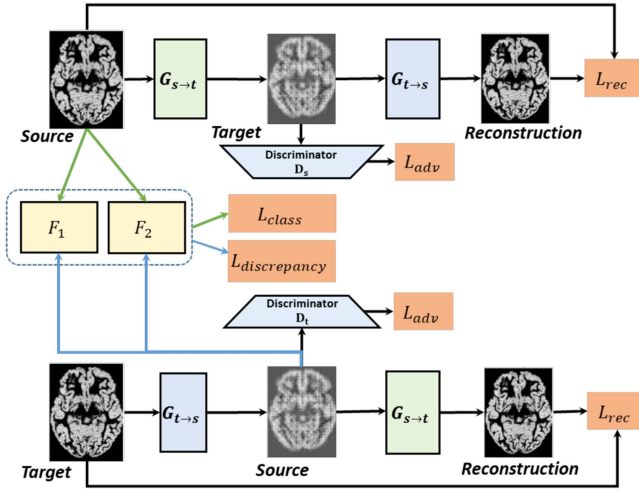 G_{s→t}
G_{t→s}
L_{rec}
Source
Target
Reconstruction
Discriminator
D_s
L_{adv}
F_1
F_2
L_{class}
L_{discrepancy}
Discriminator
D_t
L_{adv}
G_{t→s}
G_{s→t}
L_{rec}
Target
Source
Reconstruction